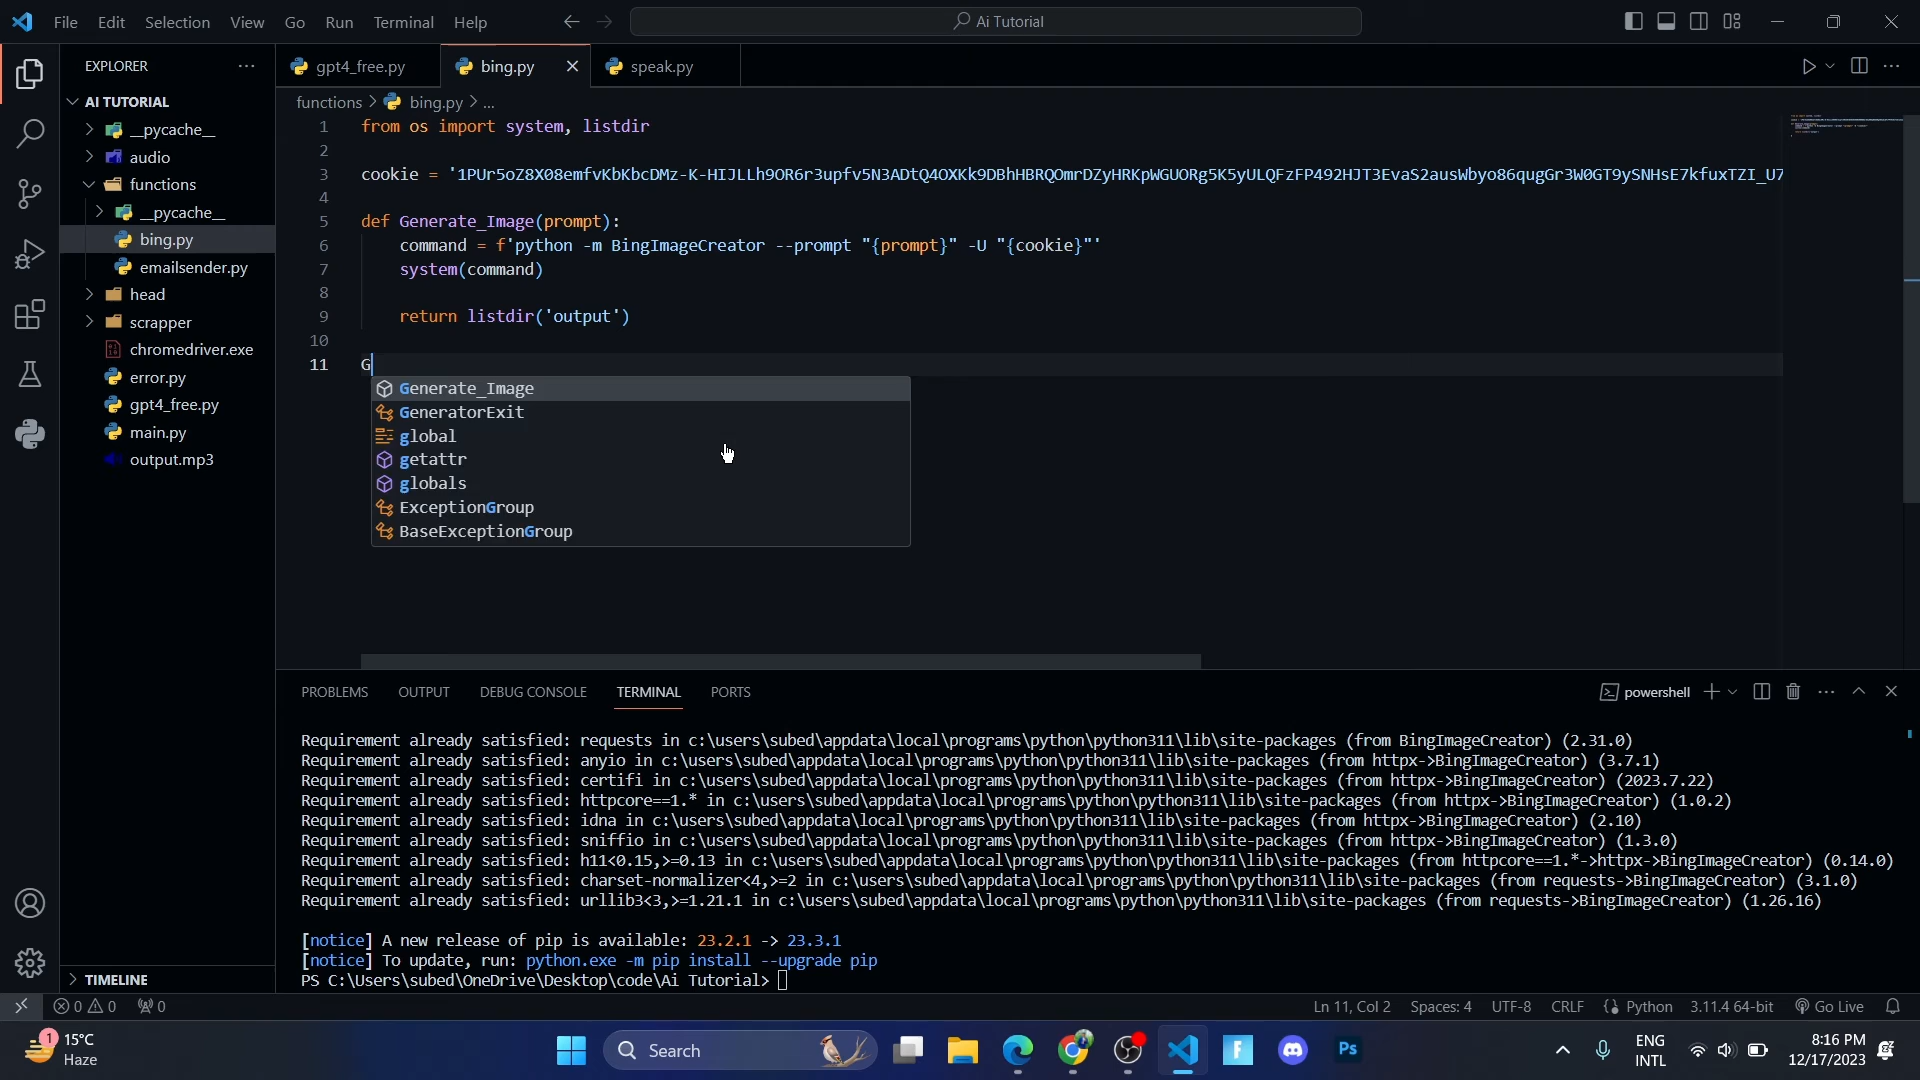 File Edit Selection View Go Run Terminal Help
Ai Tutorial
EXPLORER
AI TUTORIAL
__pycache__
audio
functions
__pycache__
bing.py
emailsender.py
head
scrapper
chromedriver.exe
error.py
gpt4_free.py
main.py
output.mp3
TIMELINE
gpt4_free.py bing.py speak.py
functions > bing.py > ...
1 from os import system, listdir
2
3 cookie = '1PUr5oZ8X08emfvKbKbcDMz-K-HIJLLh9OR6r3upfv5N3ADtQ4OXKk9DBhHBRQOmrDZyHRKpWGUORg5K5yULQFzFP492HJT3EvaS2ausWbyo86qugGr3W0GT9ySNHsE7kfuxTZI_U7
4
5 def Generate_Image(prompt):
6 command = f'python -m BingImageCreator --prompt "{prompt}" -U "{cookie}"'
7 system(command)
8
9 return listdir('output')
10
11 G
Generate_Image
GeneratorExit
global
getattr
globals
ExceptionGroup
BaseExceptionGroup
PROBLEMS OUTPUT DEBUG CONSOLE TERMINAL PORTS
powershell
Requirement already satisfied: requests in c:\users\subed\appdata\local\programs\python\python311\lib\site-packages (from BingImageCreator) (2.31.0)
Requirement already satisfied: anyio in c:\users\subed\appdata\local\programs\python\python311\lib\site-packages (from httpx->BingImageCreator) (3.7.1)
Requirement already satisfied: certifi in c:\users\subed\appdata\local\programs\python\python311\lib\site-packages (from httpx->BingImageCreator) (2023.7.22)
Requirement already satisfied: httpcore==1.* in c:\users\subed\appdata\local\programs\python\python311\lib\site-packages (from httpx->BingImageCreator) (1.0.2)
Requirement already satisfied: idna in c:\users\subed\appdata\local\programs\python\python311\lib\site-packages (from httpx->BingImageCreator) (2.10)
Requirement already satisfied: sniffio in c:\users\subed\appdata\local\programs\python\python311\lib\site-packages (from httpx->BingImageCreator) (1.3.0)
Requirement already satisfied: h11<0.15,>=0.13 in c:\users\subed\appdata\local\programs\python\python311\lib\site-packages (from httpcore==1.*->httpx->BingImageCreator) (0.14.0)
Requirement already satisfied: charset-normalizer<4,>=2 in c:\users\subed\appdata\local\programs\python\python311\lib\site-packages (from requests->BingImageCreator) (3.1.0)
Requirement already satisfied: urllib3<3,>=1.21.1 in c:\users\subed\appdata\local\programs\python\python311\lib\site-packages (from requests->BingImageCreator) (1.26.16)
[notice] A new release of pip is available: 23.2.1 -> 23.3.1
[notice] To update, run: python.exe -m pip install --upgrade pip
PS C:\Users\subed\OneDrive\Desktop\code\Ai Tutorial>
0 0 0
Ln 11, Col 2 Spaces: 4 UTF-8 CRLF Python 3.11.4 64-bit Go Live
1
15°C
Haze
Search
Ps
ENG
INTL
8:16 PM
12/17/2023